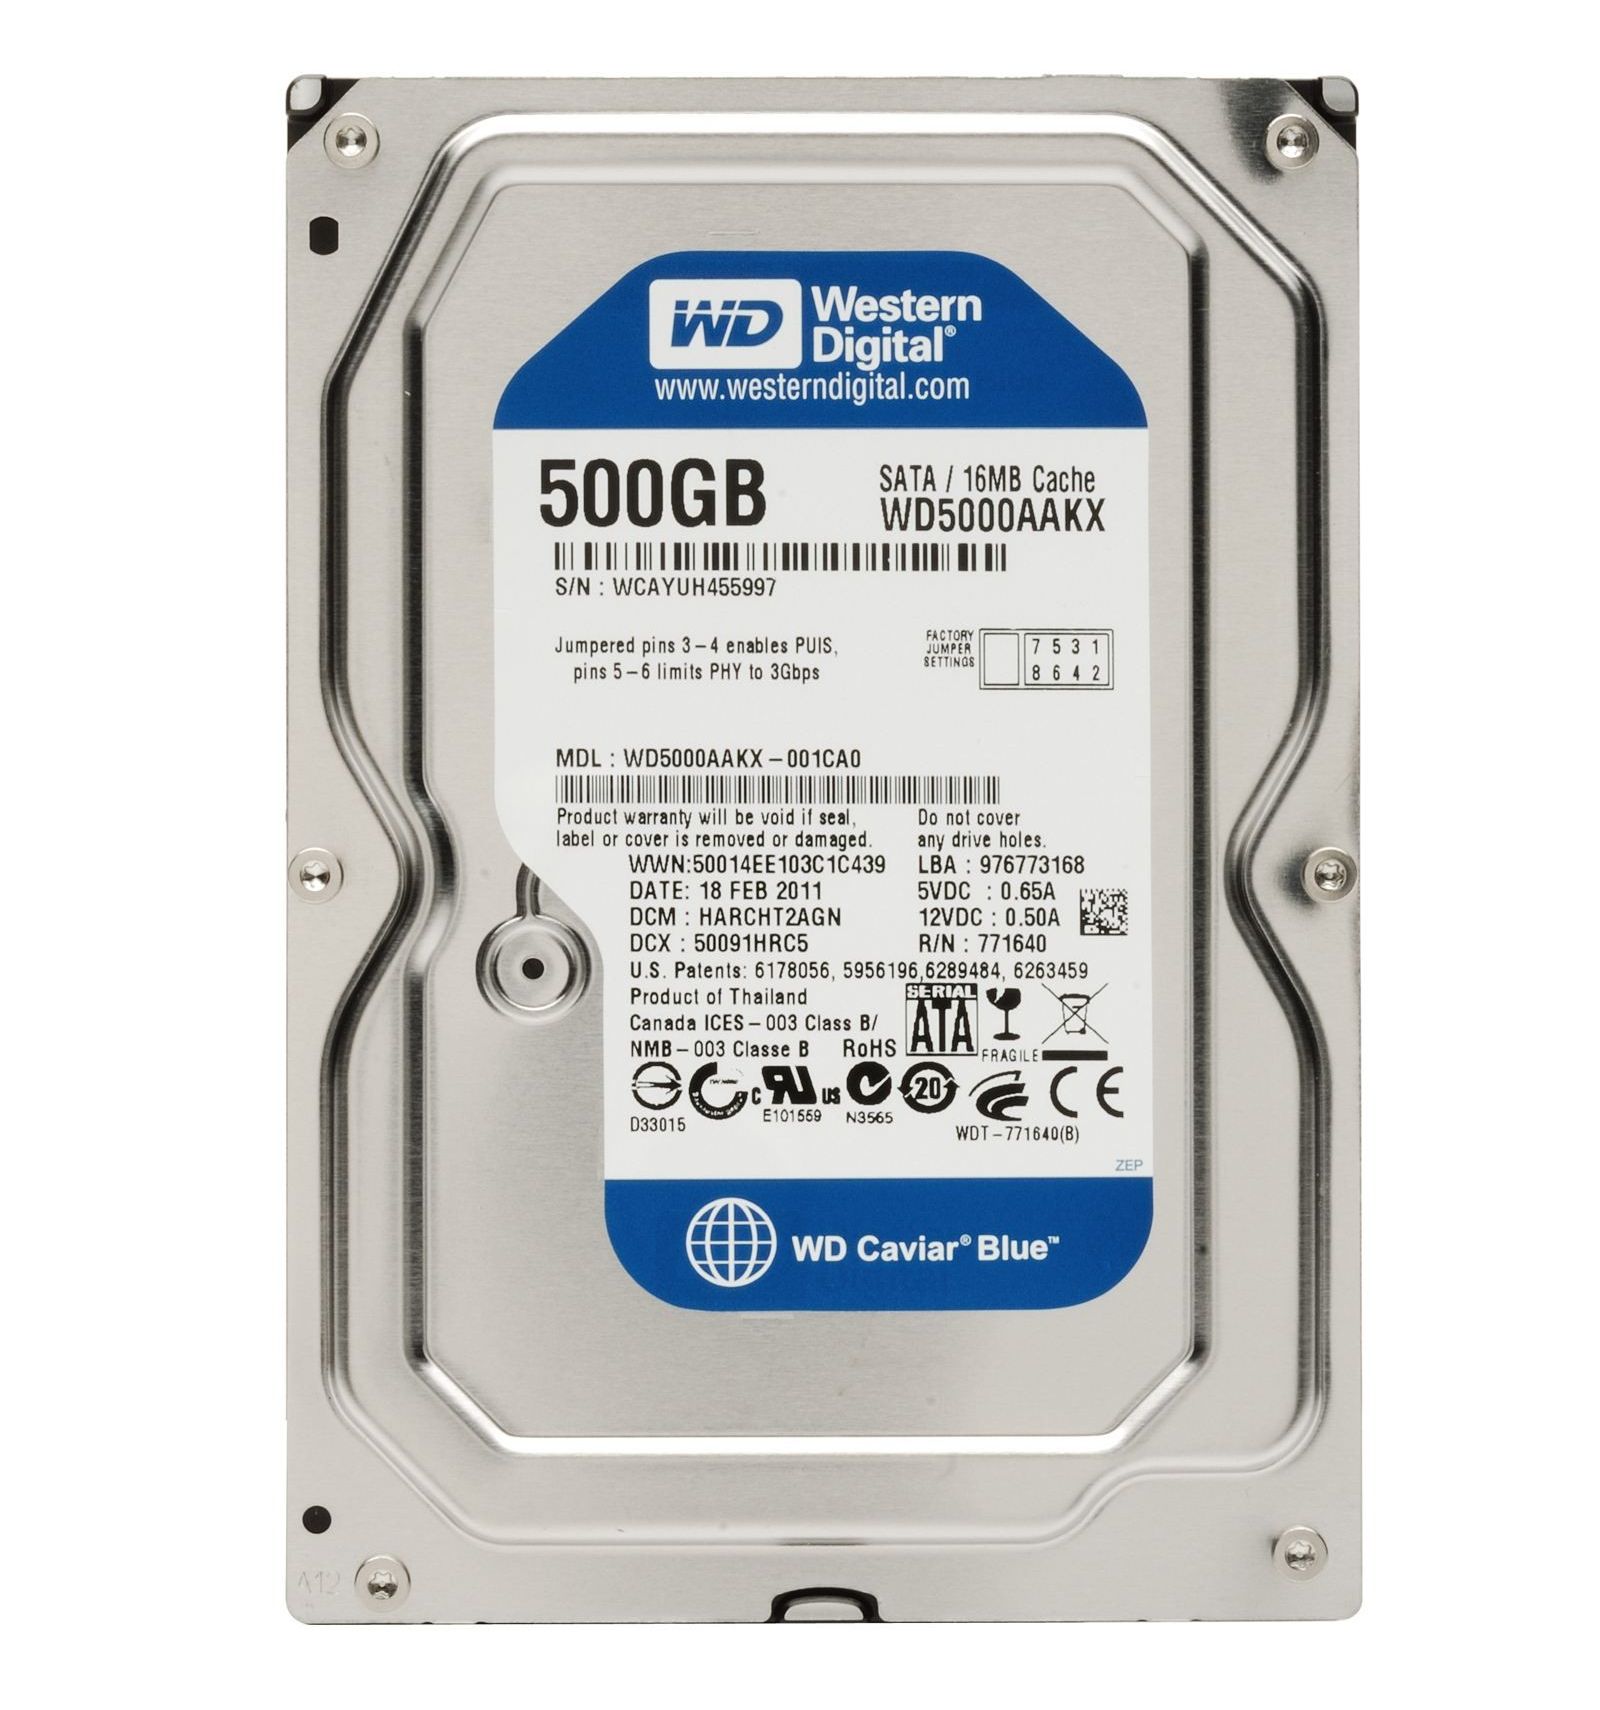 WD Western
Digital®
www.westerndigital.com
500GB
SATA / 16MB Cache
WD5000AAKX
S/N : WCAYUH455997
Jumpered pins 3-4 enables PUIS,
pins 5-6 limits PHY to 3Gbps
FACTORY
JUMPER
SETTINGS
7 5 3 1
8 6 4 2
MDL : WD5000AAKX-001CA0
Product warranty will be void if seal,
label or cover is removed or damaged.
Do not cover
any drive holes.
WWN:50014EE103C1C439
LBA : 976773168
DATE: 18 FEB 2011
5VDC : 0.65A
DCM : HARCHT2AGN
12VDC : 0.50A
DCX : 50091HRC5
R/N : 771640
U.S. Patents: 6178056, 5956196,6289484, 6263459
Product of Thailand
Canada ICES-003 Class B/
NMB-003 Classe B RoHS
SERIAL
ATA
FRAGILE
D33015
c RU us
E101559
N3565
20
CE
WDT-771640(B)
ZEP
WD Caviar® Blue™
A12